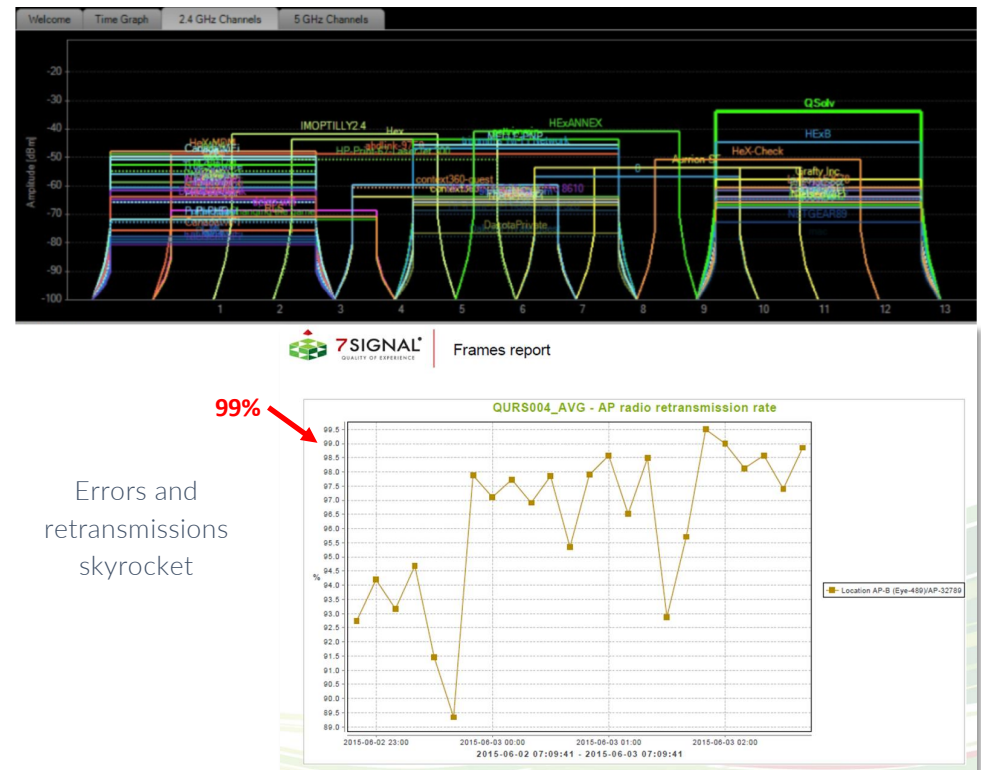 Welcome Time Graph 2.4 GHz Channels 5 GHz Channels
Amplitude [dBm]
-20
-30
-40
-50
-60
-70
-80
-90
-100
QSolv
IMOPTILLY2.4
Hex
HExANNEX
HExB
HeX-Check
Grafty Inc.
context360-guest
8610
DakotaPrivate
NETGEAR89
1 2 3 4 5 6 7 8 9 10 11 12 13
7SIGNAL
QUALITY OF EXPERIENCE
Frames report
99%
Errors and
retransmissions
skyrocket
QURS004_AVG - AP radio retransmission rate
%
99.5
99.0
98.5
98.0
97.5
97.0
96.5
96.0
95.5
95.0
94.5
94.0
93.5
93.0
92.5
92.0
91.5
91.0
90.5
90.0
89.5
89.0
Location AP-B (Eye-489)/AP-32789
2015-06-02 23:00 2015-06-03 00:00 2015-06-03 01:00 2015-06-03 02:00
2015-06-02 07:09:41 - 2015-06-03 07:09:41